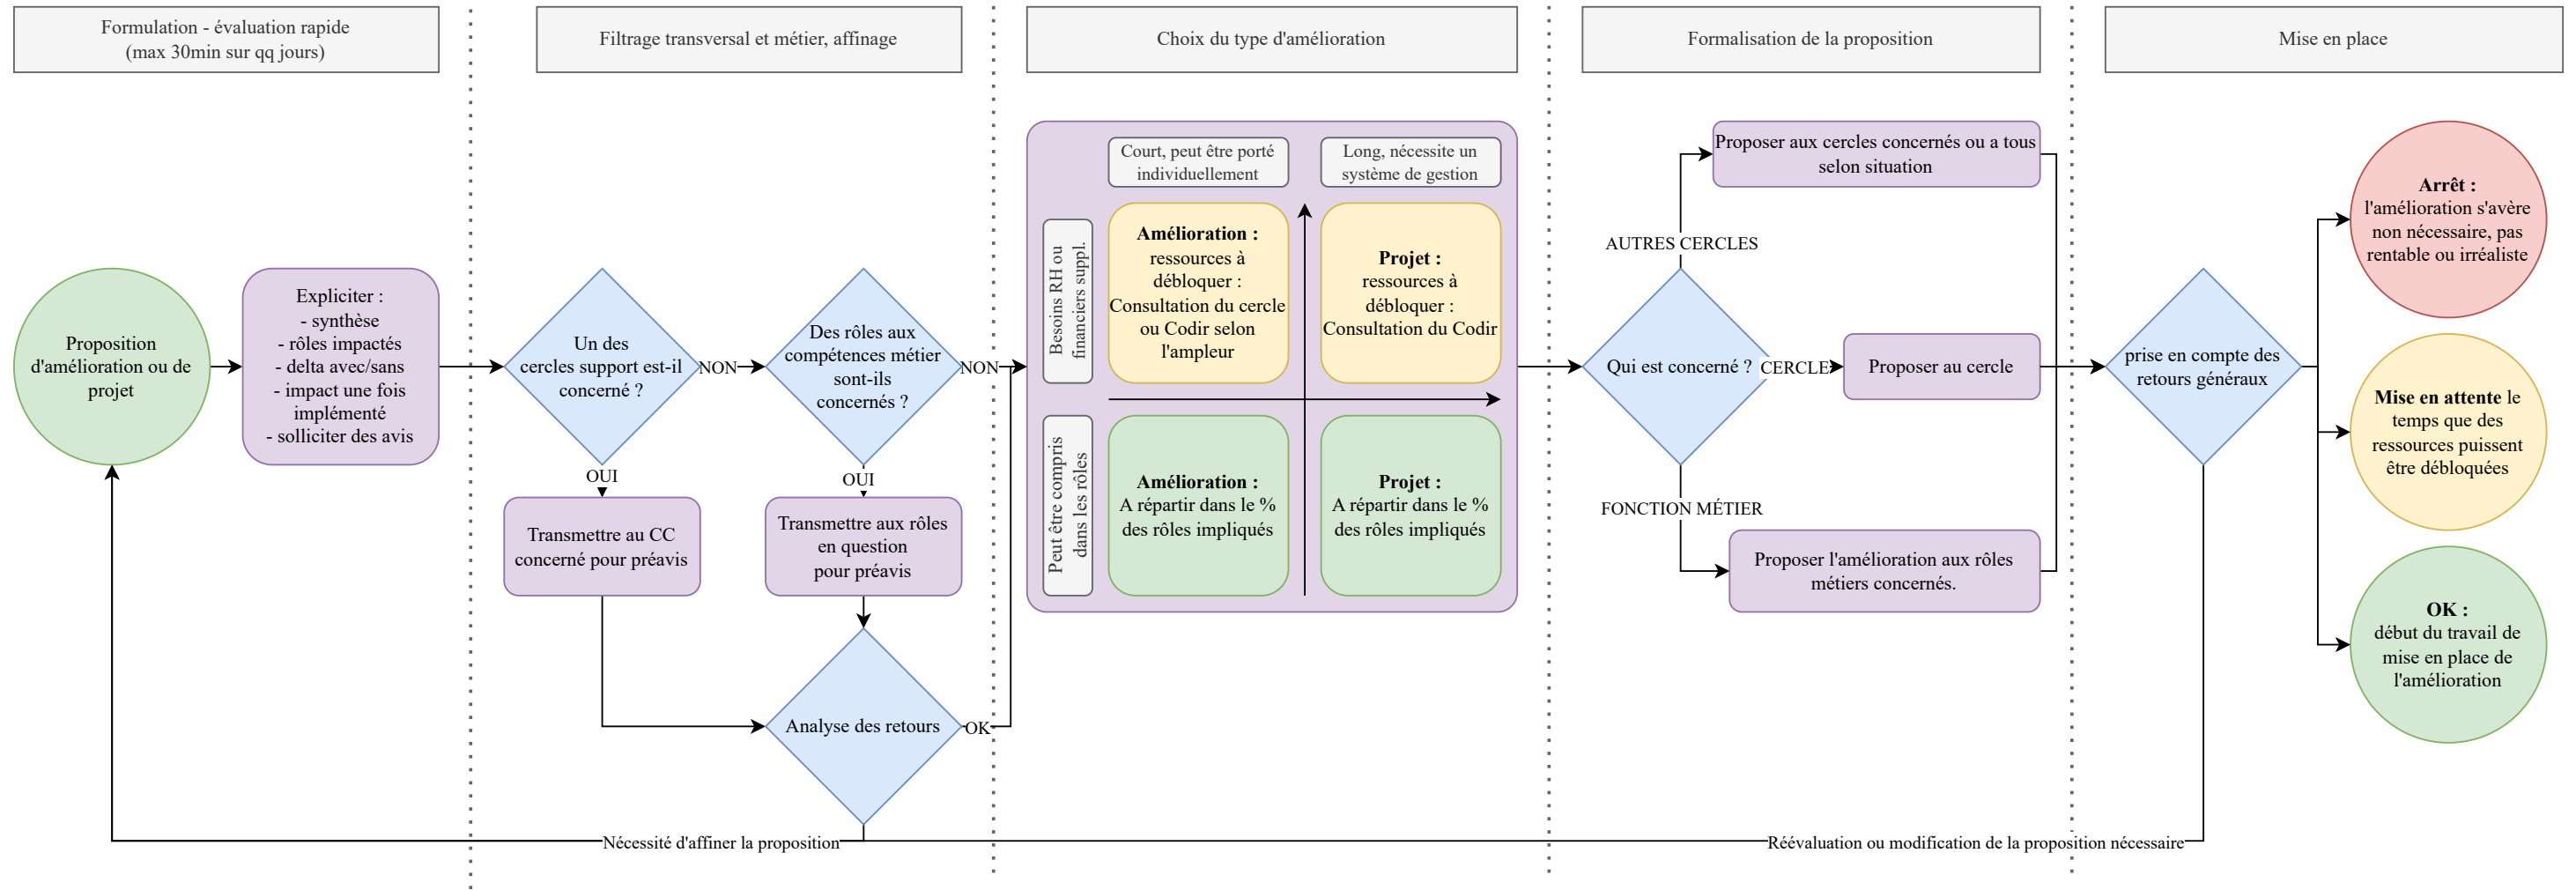 Formulation - évaluation rapide
(max 30min sur qq jours)
Filtrage transversal et métier, affinage
Choix du type d'amélioration
Formalisation de la proposition
Mise en place
Proposition
d'amélioration ou de
projet
Expliciter :
- synthèse
- rôles impactés
- delta avec/sans
- impact une fois
implémenté
- solliciter des avis
Un des
cercles support est-il
concerné ?
NON
Des rôles aux
compétences métier
sont-ils
concernés ?
NON
OUI
OUI
Transmettre au CC
concerné pour préavis
Transmettre aux rôles
en question
pour préavis
Analyse des retours
OK
Court, peut être porté
individuellement
Long, nécessite un
système de gestion
Besoins RH ou
financiers suppl.
Amélioration :
ressources à
débloquer :
Consultation du cercle
ou Codir selon
l'ampleur
Projet :
ressources à
débloquer :
Consultation du Codir
Peut être compris
dans les rôles
Amélioration :
A répartir dans le %
des rôles impliqués
Projet :
A répartir dans le %
des rôles impliqués
Proposer aux cercles concernés ou a tous
selon situation
AUTRES CERCLES
Qui est concerné ?
CERCLE
Proposer au cercle
FONCTION MÉTIER
Proposer l'amélioration aux rôles
métiers concernés.
prise en compte des
retours généraux
Arrêt :
l'amélioration s'avère
non nécessaire, pas
rentable ou irréaliste
Mise en attente le
temps que des
ressources puissent
être débloquées
OK :
début du travail de
mise en place de
l'amélioration
Nécessité d'affiner la proposition
Réévaluation ou modification de la proposition nécessaire